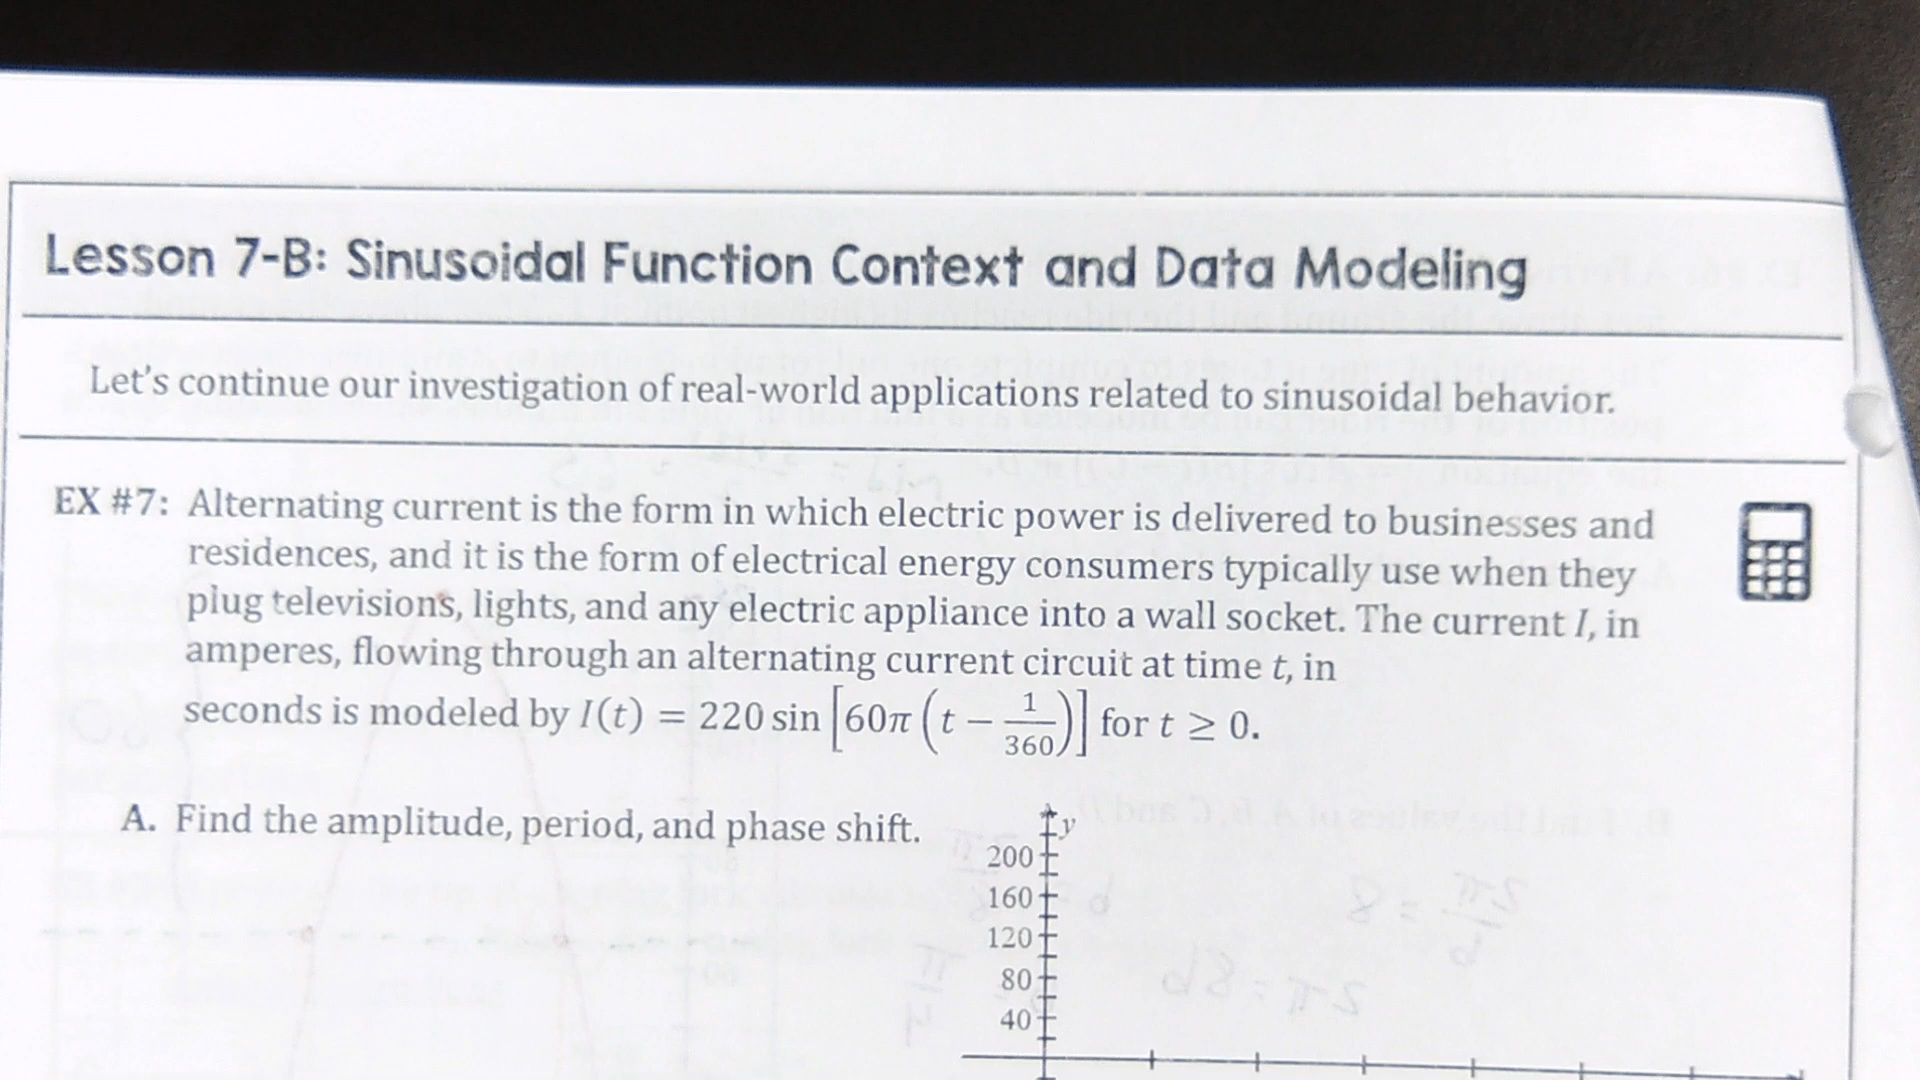 Lesson 7-B: Sinusoidal Function Context and Data Modeling
Let's continue our investigation of real-world applications related to sinusoidal behavior.
EX #7: Alternating current is the form in which electric power is delivered to businesses and
residences, and it is the form of electrical energy consumers typically use when they
plug televisions, lights, and any electric appliance into a wall socket. The current I, in
amperes, flowing through an alternating current circuit at time t, in
seconds is modeled by I(t) = 220 sin [60π (t − 1/360)] for t ≥ 0.
A. Find the amplitude, period, and phase shift.
y
200
160
120
80
40